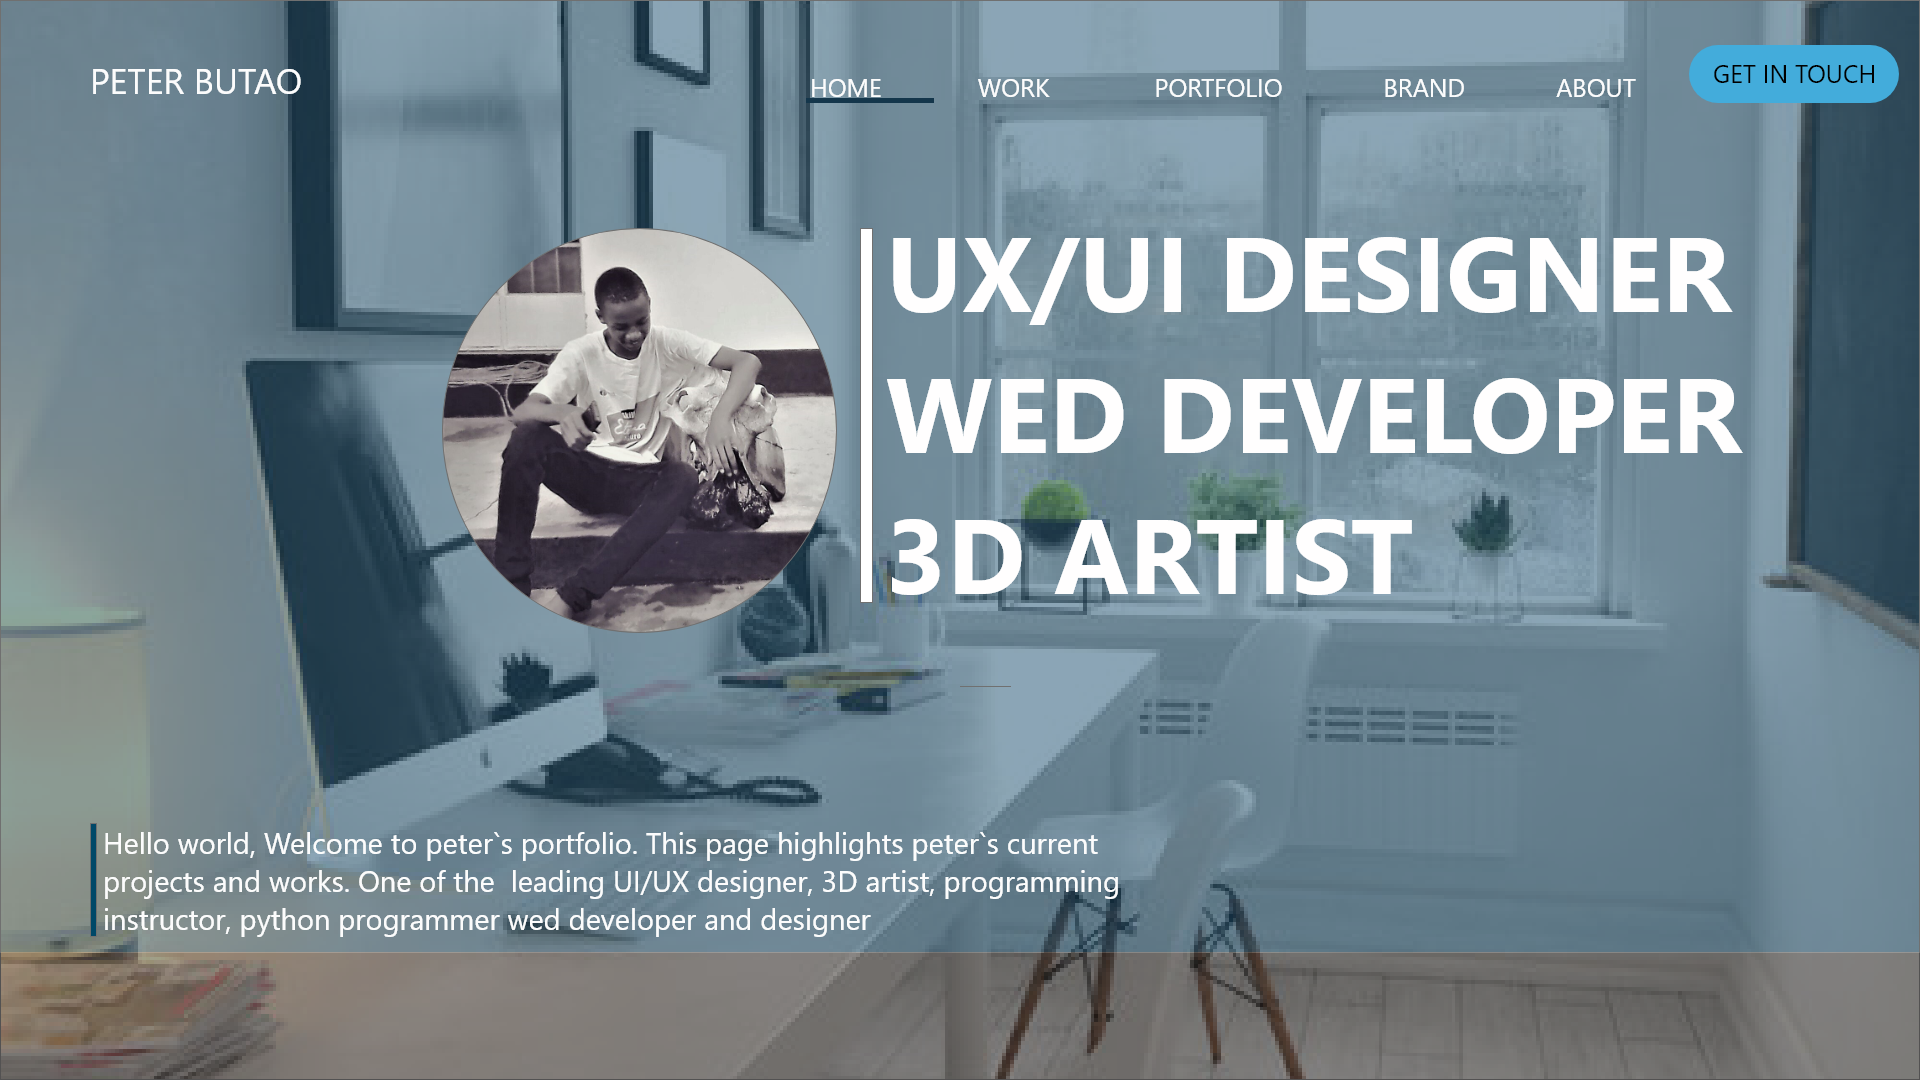 PETER BUTAO
HOME WORK PORTFOLIO BRAND ABOUT GET IN TOUCH
UX/UI DESIGNER
WED DEVELOPER
3D ARTIST
Hello world, Welcome to peter`s portfolio. This page highlights peter`s current
projects and works. One of the  leading UI/UX designer, 3D artist, programming
instructor, python programmer wed developer and designer